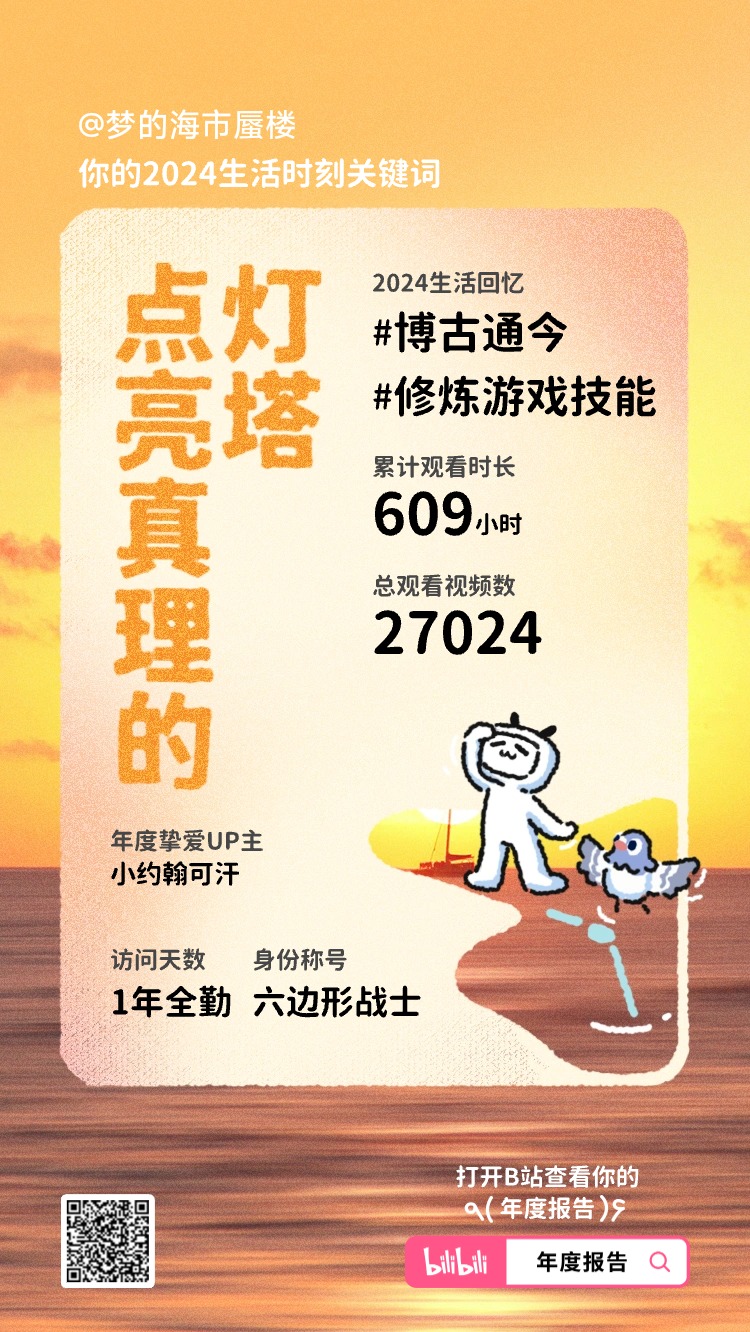 @梦的海市蜃楼
你的2024生活时刻关键词
点亮真理的
灯塔
2024生活回忆
#博古通今
#修炼游戏技能
累计观看时长
609小时
总观看视频数
27024
年度挚爱UP主
小约翰可汗
访问天数
1年全勤
身份称号
六边形战士
打开B站查看你的
٩(年度报告)۶
bilibili
年度报告